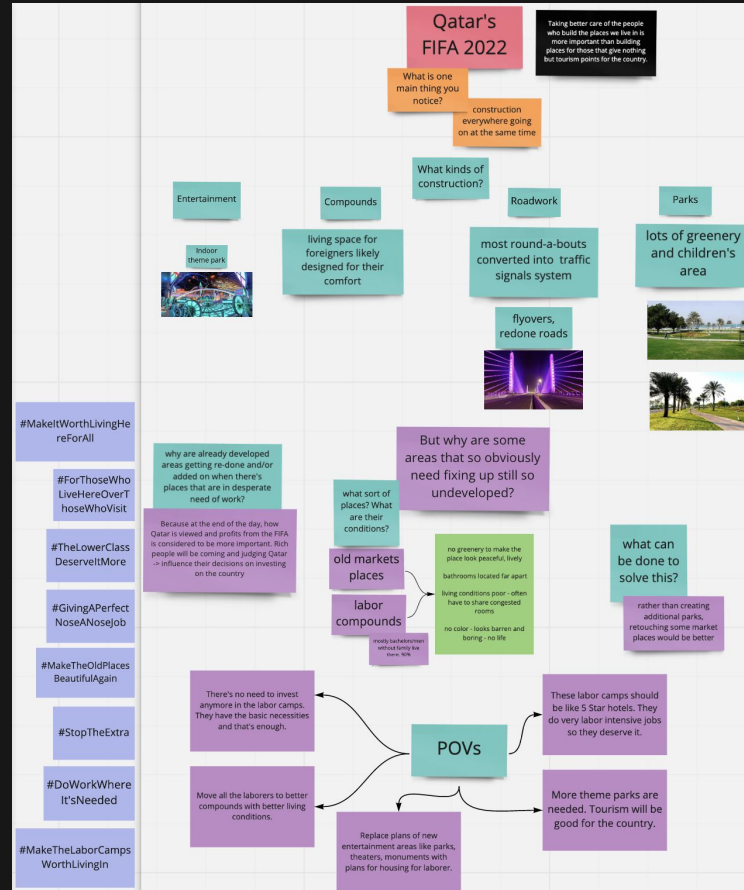 Qatar's
FIFA 2022
Taking better care of the people
who build the places we live in is
more important than building
places for those that give nothing
but tourism points for the country.
What is one
main thing you
notice?
construction
everywhere going
on at the same time
What kinds of
construction?
Entertainment
Compounds
Roadwork
Parks
Indoor
theme park
living space for
foreigners likely
designed for their
comfort
most round-a-bouts
converted into traffic
signals system
lots of greenery
and children's
area
flyovers,
redone roads
#MakeItWorthLivingHe
reForAll
#ForThoseWho
LiveHereOverT
hoseWhoVisit
#TheLowerClass
DeserveItMore
#GivingAPerfect
NoseANoseJob
#MakeTheOldPlaces
BeautifulAgain
#StopTheExtra
#DoWorkWhere
It'sNeeded
#MakeTheLaborCamps
WorthLivingIn
why are already developed
areas getting re-done and/or
added on when there's
places that are in desperate
need of work?
Because at the end of the day, how
Qatar is viewed and profits from the FIFA
is considered to be more important. Rich
people will be coming and judging Qatar
-> influence their decisions on investing
on the country
But why are some
areas that so obviously
need fixing up still so
undeveloped?
what sort of
places? What
are their
conditions?
old markets
places
labor
compounds
mostly bachelors/men
without family live
there. 90%
no greenery to make the
place look peaceful, lively
bathrooms located far apart
living conditions poor - often
have to share congested
rooms
no color - looks barren and
boring - no life
what can
be done to
solve this?
rather than creating
additional parks,
retouching some market
places would be better
POVs
There's no need to invest
anymore in the labor camps.
They have the basic necessities
and that's enough.
Move all the laborers to better
compounds with better living
conditions.
Replace plans of new
entertainment areas like parks,
theaters, monuments with
plans for housing for laborer.
These labor camps should
be like 5 Star hotels. They
do very labor intensive jobs
so they deserve it.
More theme parks are
needed. Tourism will be
good for the country.